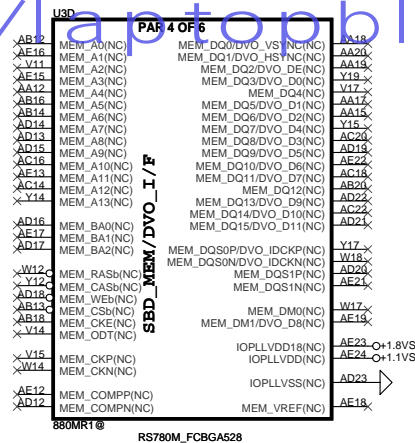 /laptopbl
U3D
PAR 4 OF 6
AB12 MEM_A0(NC) MEM_DQ0/DVO_VSYNC(NC) AA18
AE16 MEM_A1(NC) MEM_DQ1/DVO_HSYNC(NC) AA20
V11 MEM_A2(NC) MEM_DQ2/DVO_DE(NC) AA19
AE15 MEM_A3(NC) MEM_DQ3/DVO_D0(NC) Y19
AA12 MEM_A4(NC) MEM_DQ4(NC) V17
AB16 MEM_A5(NC) MEM_DQ5/DVO_D1(NC) AA17
AB14 MEM_A6(NC) MEM_DQ6/DVO_D2(NC) AA15
AD14 MEM_A7(NC) MEM_DQ7/DVO_D4(NC) Y15
AD13 MEM_A8(NC) MEM_DQ8/DVO_D3(NC) AC20
AD15 MEM_A9(NC) MEM_DQ9/DVO_D5(NC) AD19
AC16 MEM_A10(NC) MEM_DQ10/DVO_D6(NC) AE22
AE13 MEM_A11(NC) MEM_DQ11/DVO_D7(NC) AC18
AC14 MEM_A12(NC) MEM_DQ12(NC) AB20
Y14 MEM_A13(NC) MEM_DQ13/DVO_D9(NC) AD22
MEM_DQ14/DVO_D10(NC) AC22
AD16 MEM_BA0(NC) MEM_DQ15/DVO_D11(NC) AD21
AE17 MEM_BA1(NC)
AD17 MEM_BA2(NC) MEM_DQS0P/DVO_IDCKP(NC) Y17
MEM_DQS0N/DVO_IDCKN(NC) W18
W12 MEM_RASb(NC) MEM_DQS1P(NC) AD20
Y12 MEM_CASb(NC) MEM_DQS1N(NC) AE21
AD18 MEM_WEb(NC)
AB13 MEM_CSb(NC) MEM_DM0(NC) W17
AB18 MEM_CKE(NC) MEM_DM1/DVO_D8(NC) AE19
V14 MEM_ODT(NC)
SBD_MEM/DVO_I/F
IOPLLVDD18(NC) AE23 +1.8VS
V15 MEM_CKP(NC) IOPLLVDD(NC) AE24 +1.1VS
W14 MEM_CKN(NC)
IOPLLVSS(NC) AD23
AE12 MEM_COMPP(NC)
AD12 MEM_COMPN(NC) MEM_VREF(NC) AE18
880MR1@
RS780M_FCBGA528